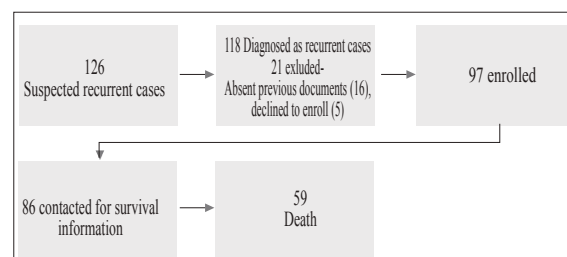 126
Suspected recurrent cases
118 Diagnosed as recurrent cases
21 exluded-
Absent previous documents (16),
declined to enroll (5)
97 enrolled
86 contacted for survival
information
59
Death